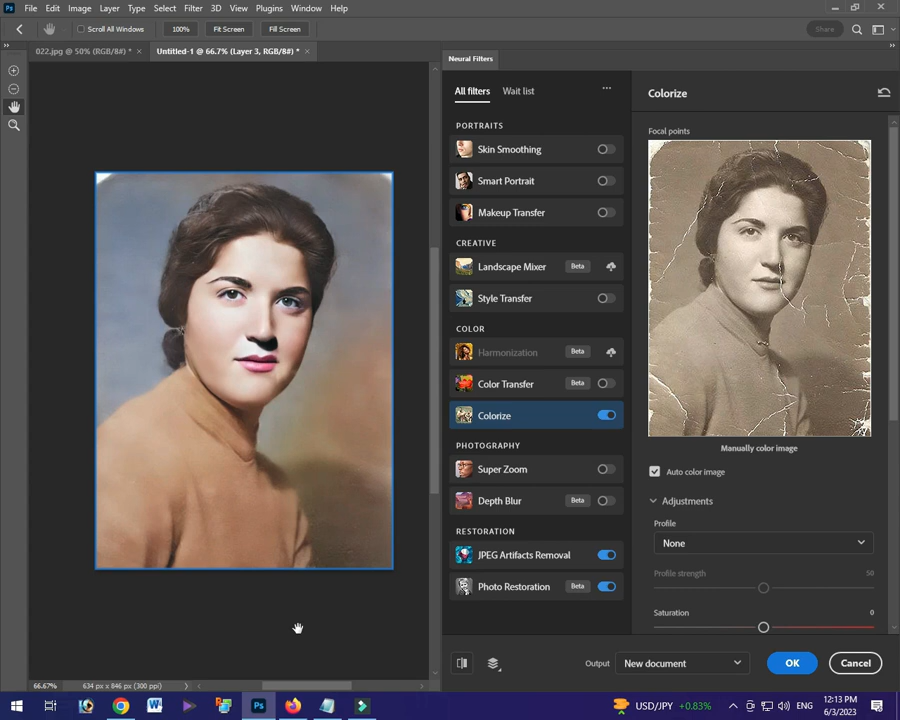 File Edit Image Layer Type Select Filter 3D View Plugins Window Help
Scroll All Windows 100% Fit Screen Fill Screen Share
022.jpg @ 50% (RGB/8#) * × Untitled-1 @ 66.7% (Layer 3, RGB/8#) * ×
Neural Filters
All filters Wait list ...
Colorize
PORTRAITS
Focal points
Skin Smoothing
Smart Portrait
Makeup Transfer
CREATIVE
Landscape Mixer Beta
Style Transfer
COLOR
Harmonization Beta
Color Transfer Beta
Colorize
PHOTOGRAPHY
Manually color image
Super Zoom
Auto color image
Depth Blur Beta
Adjustments
RESTORATION
Profile
JPEG Artifacts Removal
None
Photo Restoration Beta
Profile strength 50
Saturation 0
Output New document OK Cancel
66.67% 634 px x 846 px (300 ppi)
USD/JPY +0.83% ENG 12:13 PM
6/3/2023